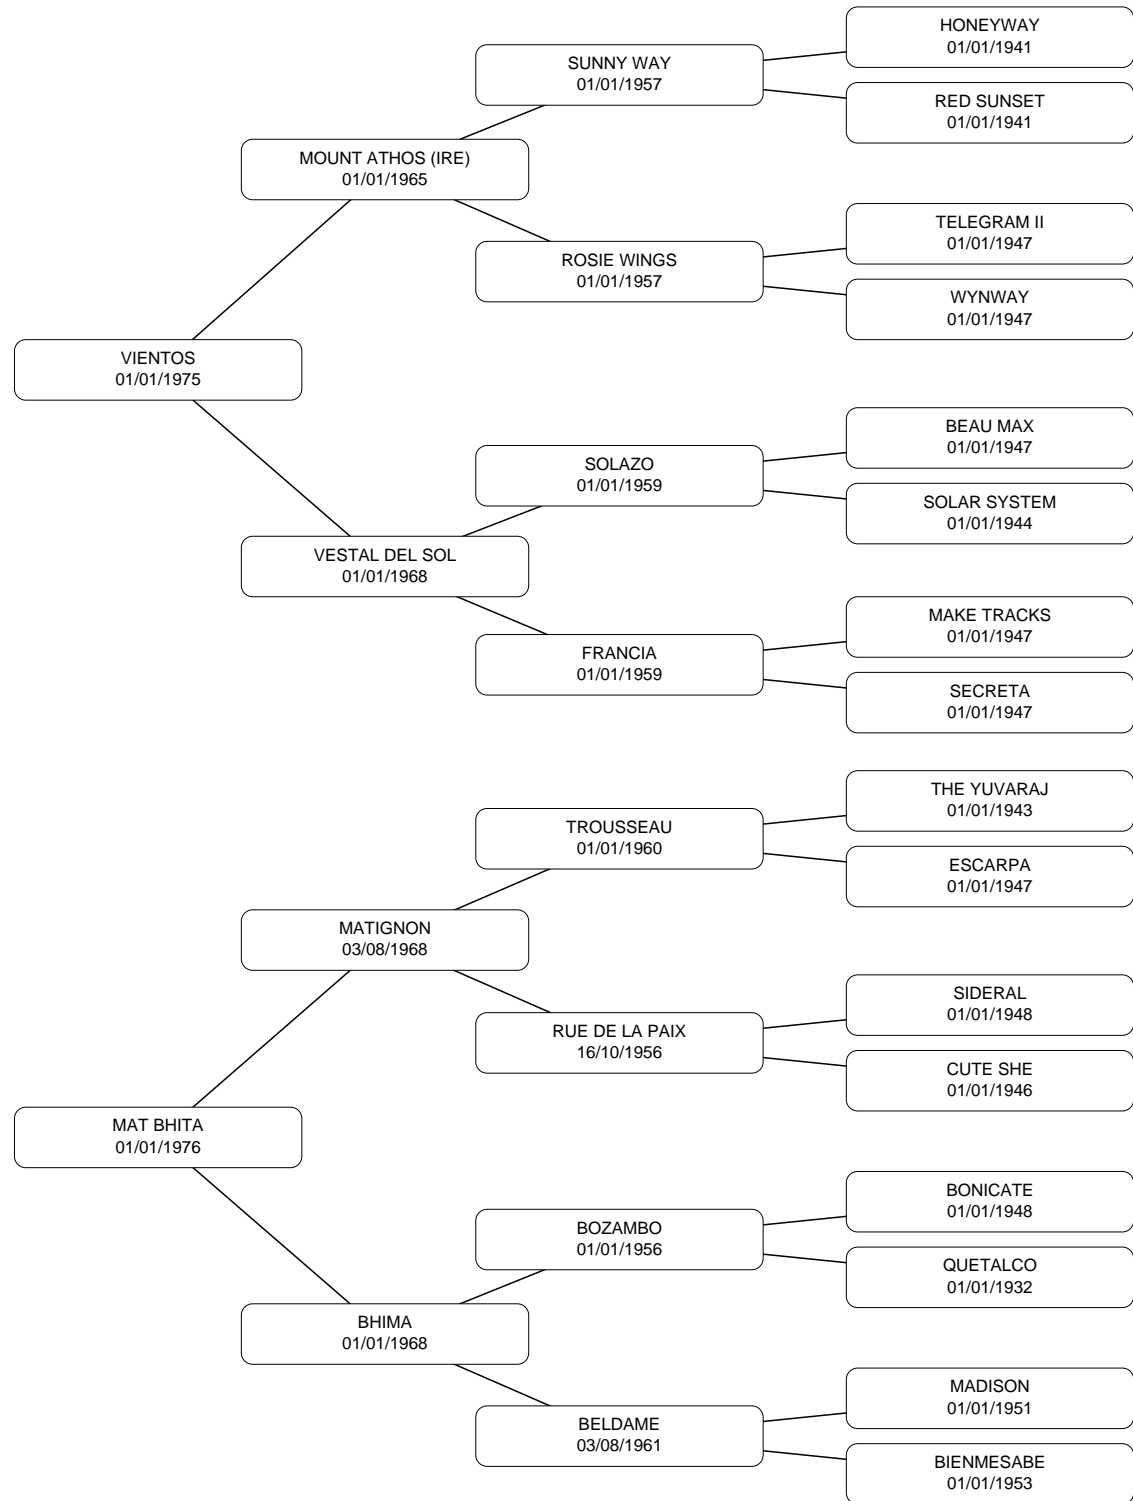 HONEYWAY
01/01/1941
SUNNY WAY
01/01/1957
RED SUNSET
01/01/1941
MOUNT ATHOS (IRE)
01/01/1965
TELEGRAM II
01/01/1947
ROSIE WINGS
01/01/1957
WYNWAY
01/01/1947
VIENTOS
01/01/1975
BEAU MAX
01/01/1947
SOLAZO
01/01/1959
SOLAR SYSTEM
01/01/1944
VESTAL DEL SOL
01/01/1968
MAKE TRACKS
01/01/1947
FRANCIA
01/01/1959
SECRETA
01/01/1947
THE YUVARAJ
01/01/1943
TROUSSEAU
01/01/1960
ESCARPA
01/01/1947
MATIGNON
03/08/1968
SIDERAL
01/01/1948
RUE DE LA PAIX
16/10/1956
CUTE SHE
01/01/1946
MAT BHITA
01/01/1976
BONICATE
01/01/1948
BOZAMBO
01/01/1956
QUETALCO
01/01/1932
BHIMA
01/01/1968
MADISON
01/01/1951
BELDAME
03/08/1961
BIENMESABE
01/01/1953